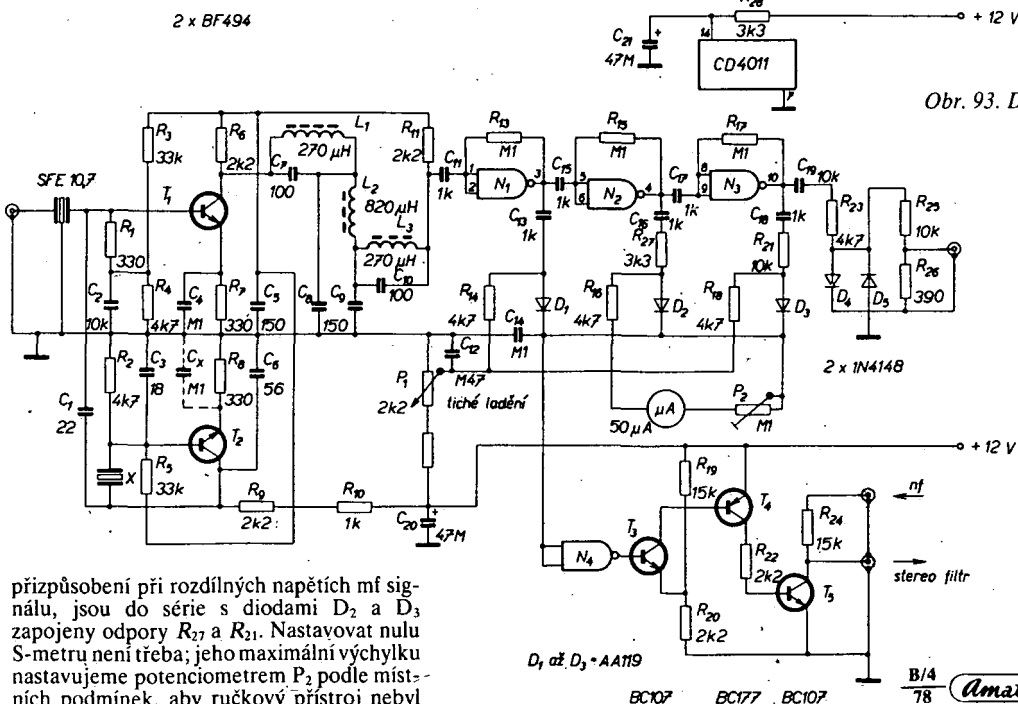 2 x BF494
R28
3k3
+ 12 V
C21
47M
14
CD4011
Obr. 93. D
R3
33k
R6
2k2
L1
270 µH
C7
100
L2
820 µH
L3
270 µH
C10
100
R11
2k2
C11
1k
R13
M1
1
2
N1
3
C15
1k
R15
M1
5
6
N2
4
C17
1k
R17
M1
8
9
N3
10
C19
10k
SFE 10,7
T1
R1
330
C2
10k
R4
4k7
C4
M1
R7
330
C5
150
C8
C9
150
C13
1k
C16
1k
R27
3k3
C18
1k
R21
10k
R23
4k7
R25
10k
R26
390
D4
D5
R14
4k7
C14
M1
D1
R16
4k7
D2
R18
4k7
D3
2 x 1N4148
R2
4k7
C3
18
CX
M1
R8
330
C6
56
C1
22
C12
M47
P1
2k2
tiché ladění
µA
50 µA
P2
M1
T2
X
R5
33k
R9
2k2
R10
1k
C20
47M
+ 12 V
R19
15k
T3
T4
R22
2k2
R24
15k
nf
N4
R20
2k2
T5
stereo filtr
přizpůsobení při rozdílných napětích mf sig-
nálu, jsou do série s diodami D2 a D3
zapojeny odpory R27 a R21. Nastavovat nulu
S-metru není třeba; jeho maximální výchylku
nastavujeme potenciometrem P2 podle míst-
ních podmínek, aby ručkový přístroj nebyl
D1 až D3 - AA119
BC107 BC177 BC107
B/4
78
Amat